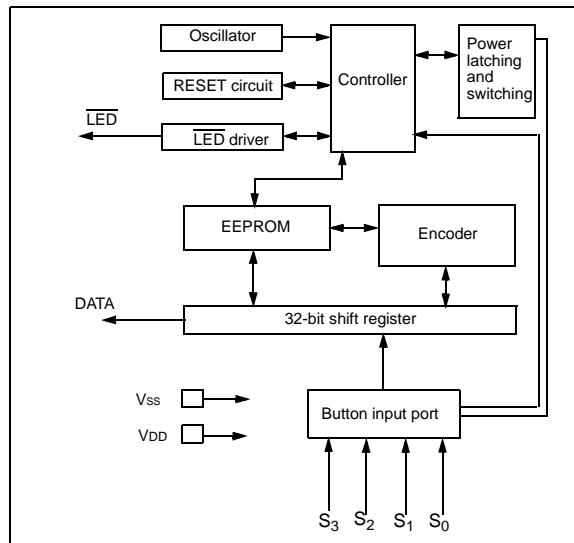 Oscillator
Controller
Power
latching
and
switching
RESET circuit
LED
LED driver
EEPROM
Encoder
DATA
32-bit shift register
VSS
VDD
Button input port
S3
S2
S1
S0